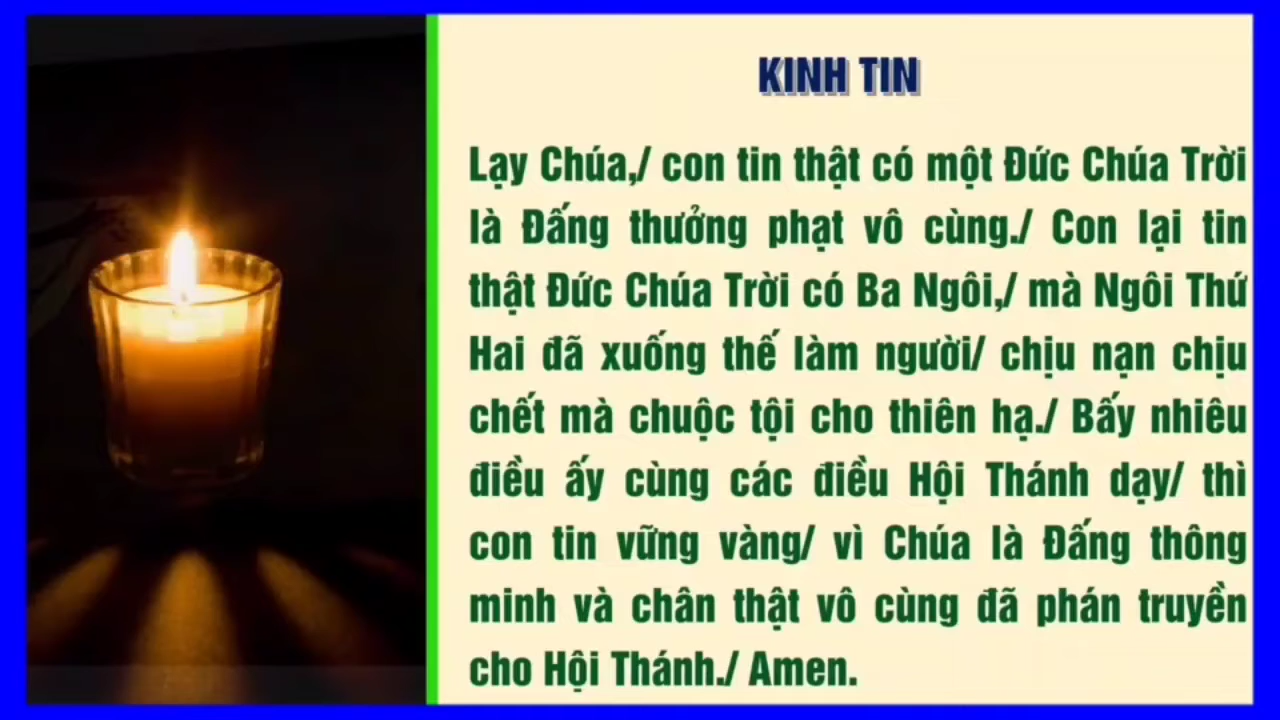 KINH TIN
Lạy Chúa,/ con tin thật có một Đức Chúa Trời
là Đấng thưởng phạt vô cùng./ Con lại tin
thật Đức Chúa Trời có Ba Ngôi,/ mà Ngôi Thứ
Hai đã xuống thế làm người/ chịu nạn chịu
chết mà chuộc tội cho thiên hạ./ Bấy nhiêu
điều ấy cùng các điều Hội Thánh dạy/ thì
con tin vững vàng/ vì Chúa là Đấng thông
minh và chân thật vô cùng đã phán truyền
cho Hội Thánh./ Amen.